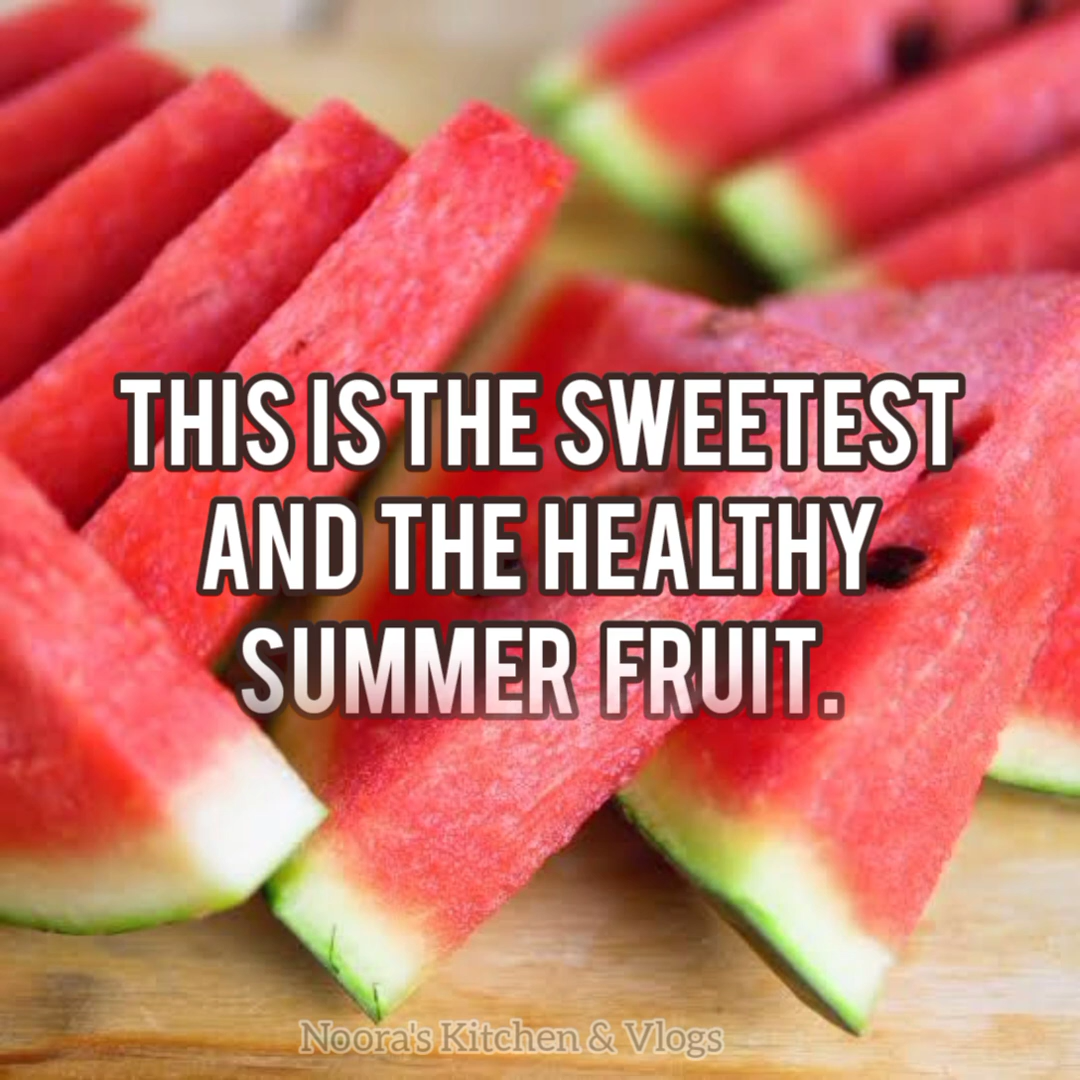 THIS IS THE SWEETEST
AND THE HEALTHY
SUMMER FRUIT.
Noora's Kitchen & Vlogs